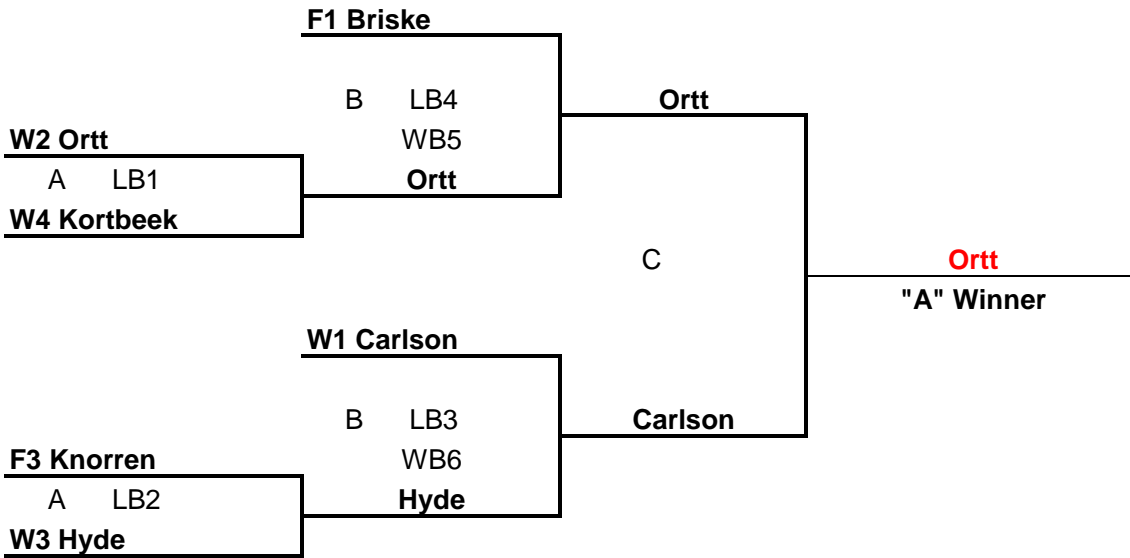 F1 Briske
B LB4 Ortt
WB5
W2 Ortt
A LB1 Ortt
W4 Kortbeek
C Ortt
"A" Winner
W1 Carlson
B LB3 Carlson
WB6
F3 Knorren
A LB2 Hyde
W3 Hyde